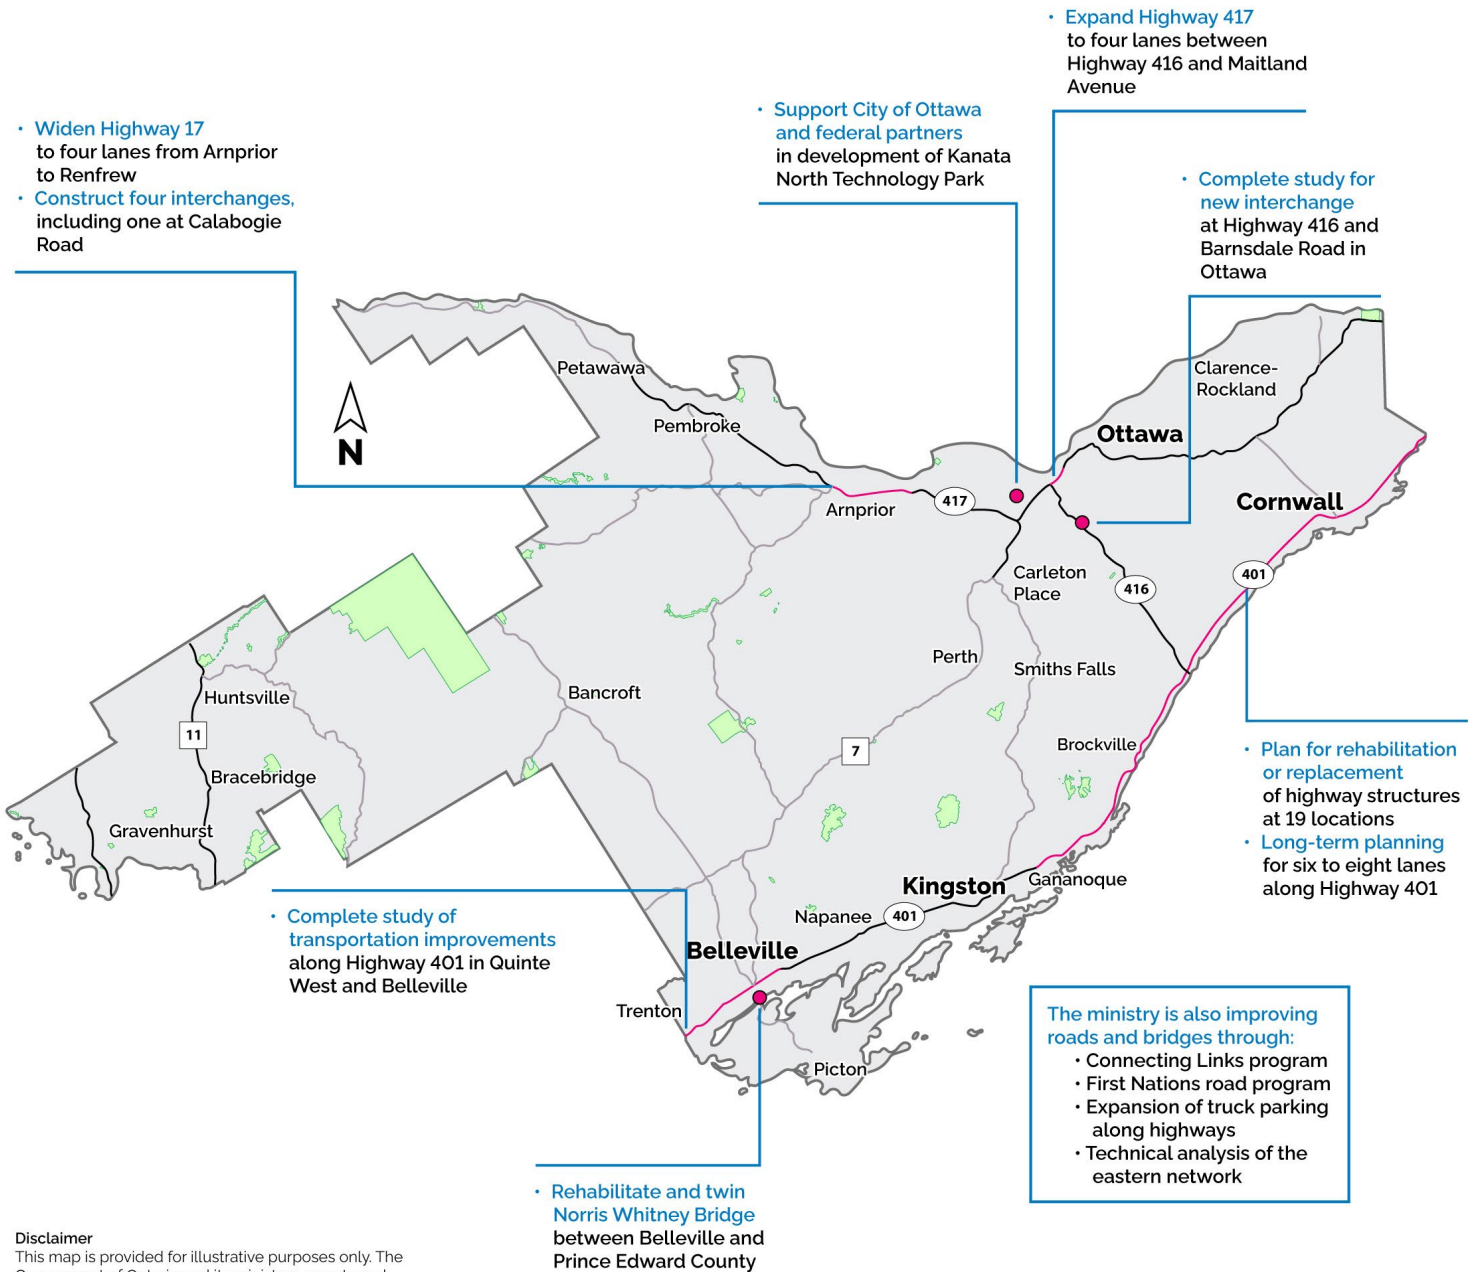 • Expand Highway 417
to four lanes between
Highway 416 and Maitland
Avenue
• Support City of Ottawa
and federal partners
in development of Kanata
North Technology Park
• Widen Highway 17
to four lanes from Arnprior
to Renfrew
• Construct four interchanges,
including one at Calabogie
Road
• Complete study for
new interchange
at Highway 416 and
Barnsdale Road in
Ottawa
N
Petawawa
Pembroke
Clarence-
Rockland
Ottawa
Arnprior
417
Cornwall
Carleton
Place
416
401
Perth
Smiths Falls
Huntsville
Bancroft
11
7
Brockville
Bracebridge
Gravenhurst
• Plan for rehabilitation
or replacement
of highway structures
at 19 locations
• Long-term planning
for six to eight lanes
along Highway 401
Kingston
Gananoque
Napanee
401
• Complete study of
transportation improvements
along Highway 401 in Quinte
West and Belleville
Belleville
Trenton
Picton
The ministry is also improving
roads and bridges through:
• Connecting Links program
• First Nations road program
• Expansion of truck parking
along highways
• Technical analysis of the
eastern network
• Rehabilitate and twin
Norris Whitney Bridge
between Belleville and
Prince Edward County
Disclaimer
This map is provided for illustrative purposes only. The